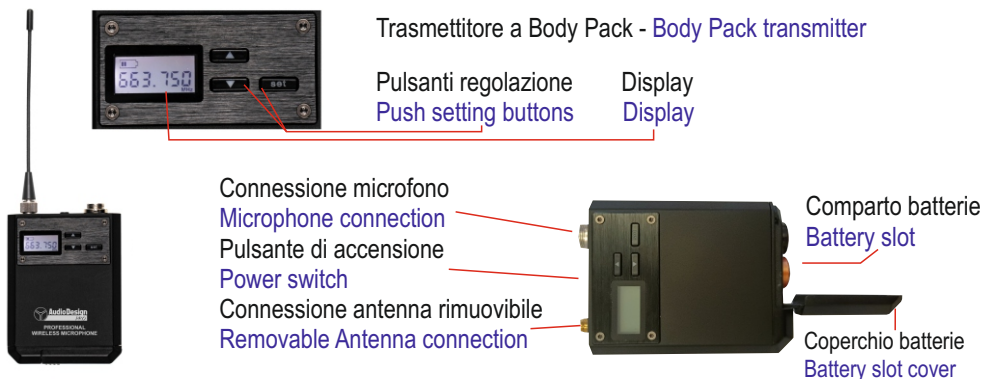 Trasmettitore a Body Pack - Body Pack transmitter
663.750
MHz
set
Pulsanti regolazione Display
Push setting buttons Display
Connessione microfono
Microphone connection
Pulsante di accensione
Power switch
Connessione antenna rimuovibile
Removable Antenna connection
Comparto batterie
Battery slot
Coperchio batterie
Battery slot cover
663.750
AudioDesign
PROFESSIONAL
WIRELESS MICROPHONE